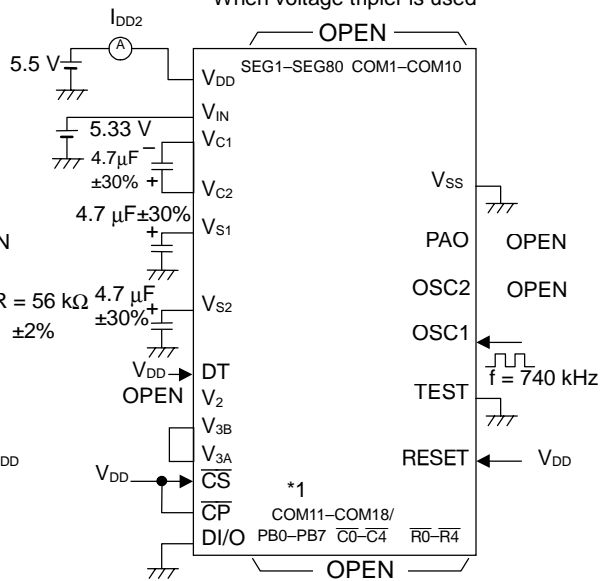 When voltage tripler is used
OPEN
SEG1–SEG80 COM1–COM10
IDD2
A
5.5 V
VDD
VIN
5.33 V
VC1
–
4.7µF
±30%
+
VC2
4.7 µF±30%
+
VS1
N
R = 56 kΩ
±2%
4.7 µF
±30%
+
VS2
VDD
DT
OPEN
V2
V3B
V3A
DD
VDD
CS
CP
DI/O
VSS
PAO
OPEN
OSC2
OPEN
OSC1
f = 740 kHz
TEST
RESET
VDD
*1
COM11–COM18/
PB0–PB7 C0–C4 R0–R4
OPEN